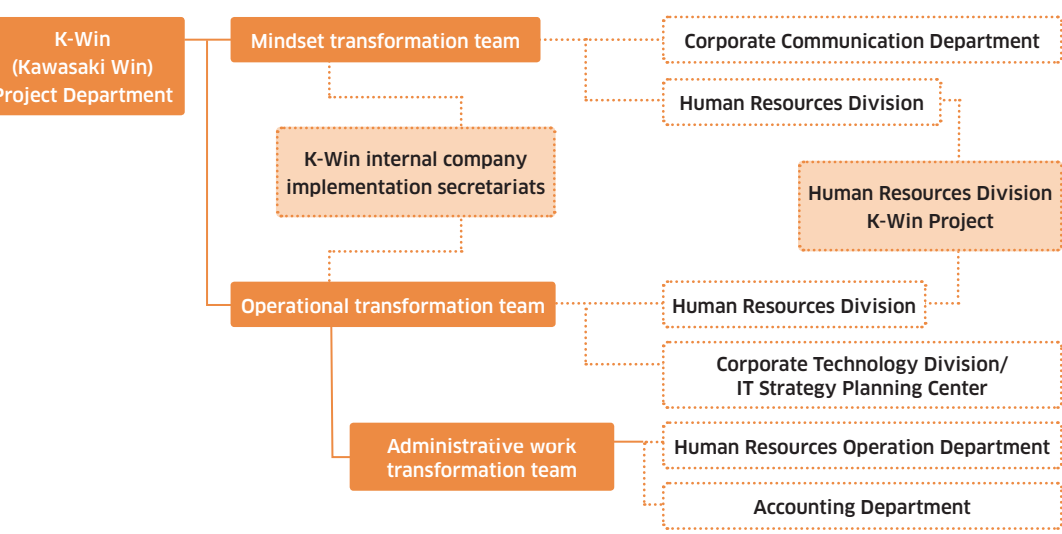 K-Win
(Kawasaki Win)
Project Department
Mindset transformation team
Corporate Communication Department
Human Resources Division
K-Win internal company
implementation secretariats
Human Resources Division
K-Win Project
Operational transformation team
Human Resources Division
Corporate Technology Division/
IT Strategy Planning Center
Administrative work
transformation team
Human Resources Operation Department
Accounting Department